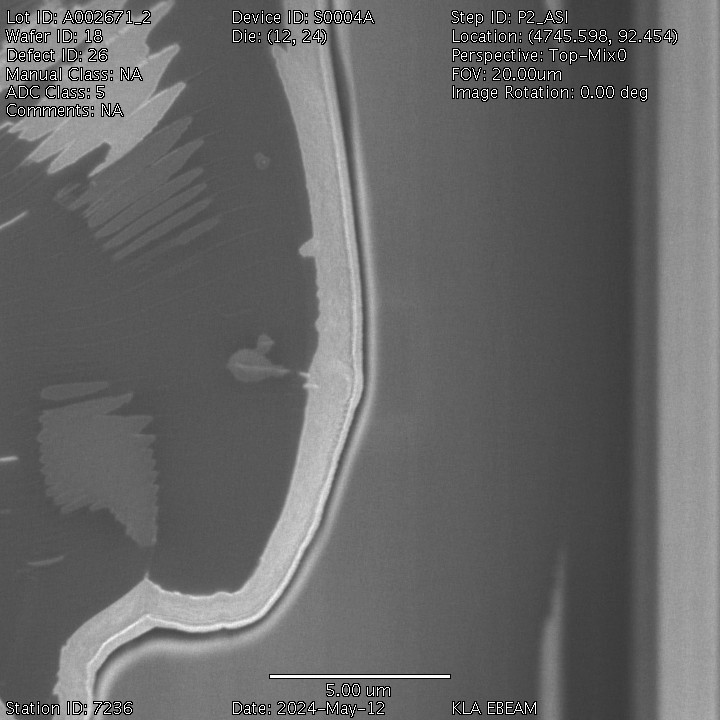 Lot ID: A002671_2
Wafer ID: 18
Defect ID: 26
Manual Class: NA
ADC Class: 5
Comments: NA
Device ID: S0004A
Die: (12, 24)
Step ID: P2_ASI
Location: (4745.598, 92.454)
Perspective: Top-Mix0
FOV: 20.00um
Image Rotation: 0.00 deg
5.00 um
Station ID: 7236
Date: 2024-May-12
KLA EBEAM